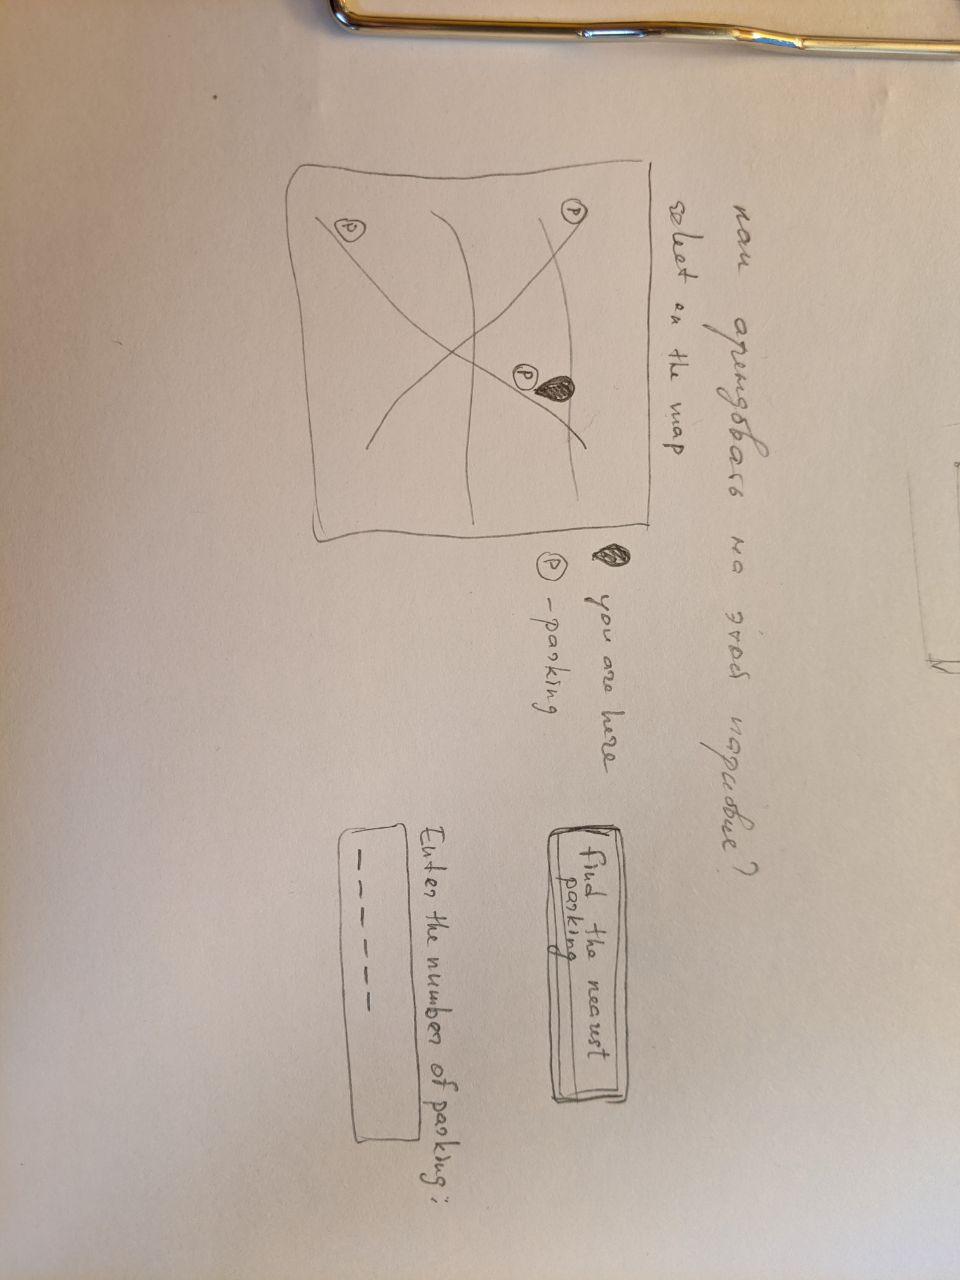 как арендовать на этой парковке?
select on the map
P
P
P
you are here
P - parking
find the nearest
parking
Enter the number of parking:
_ _ _ _ _ _